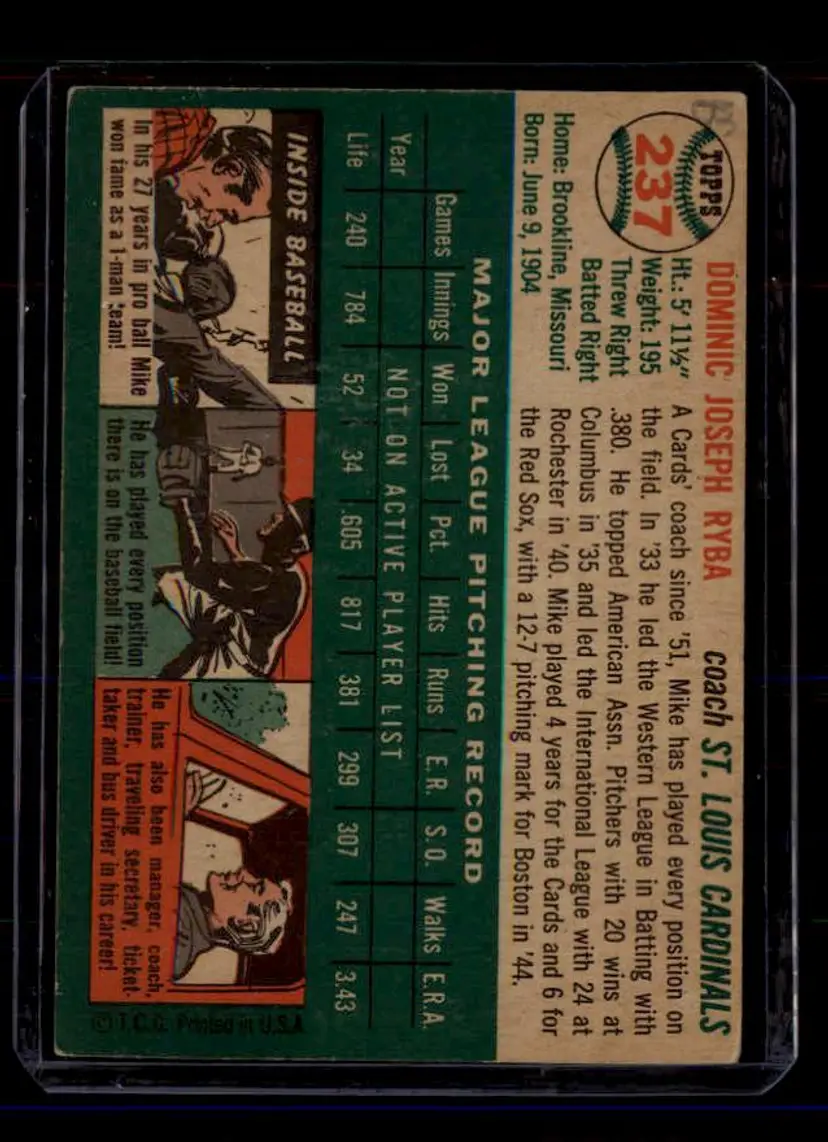 TOPPS
237
DOMINIC JOSEPH RYBA
coach ST. LOUIS CARDINALS
Ht.: 5' 11½"
Weight: 195
Threw Right
Batted Right
Home: Brookline, Missouri
Born: June 9, 1904
A Cards' coach since '51, Mike has played every position on
the field. In '33 he led the Western League in Batting with
.380. He topped American Assn. Pitchers with 20 wins at
Columbus in '35 and led the International League with 24 at
Rochester in '40. Mike played 4 years for the Cards and 6 for
the Red Sox, with a 12-7 pitching mark for Boston in '44.
MAJOR LEAGUE PITCHING RECORD
Games Innings Won Lost Pct. Hits Runs E.R. S.O. Walks E.R.A.
Year NOT ON ACTIVE PLAYER LIST
Life 240 784 52 34 .605 817 381 299 307 247 3.43
INSIDE BASEBALL
In his 27 years in pro ball Mike
won fame as a 1-man team!
He has played every position
there is on the baseball field!
He has also been manager, coach,
trainer, traveling secretary, ticket-
taker and bus driver in his career!
© T.C.G. Printed in U.S.A.